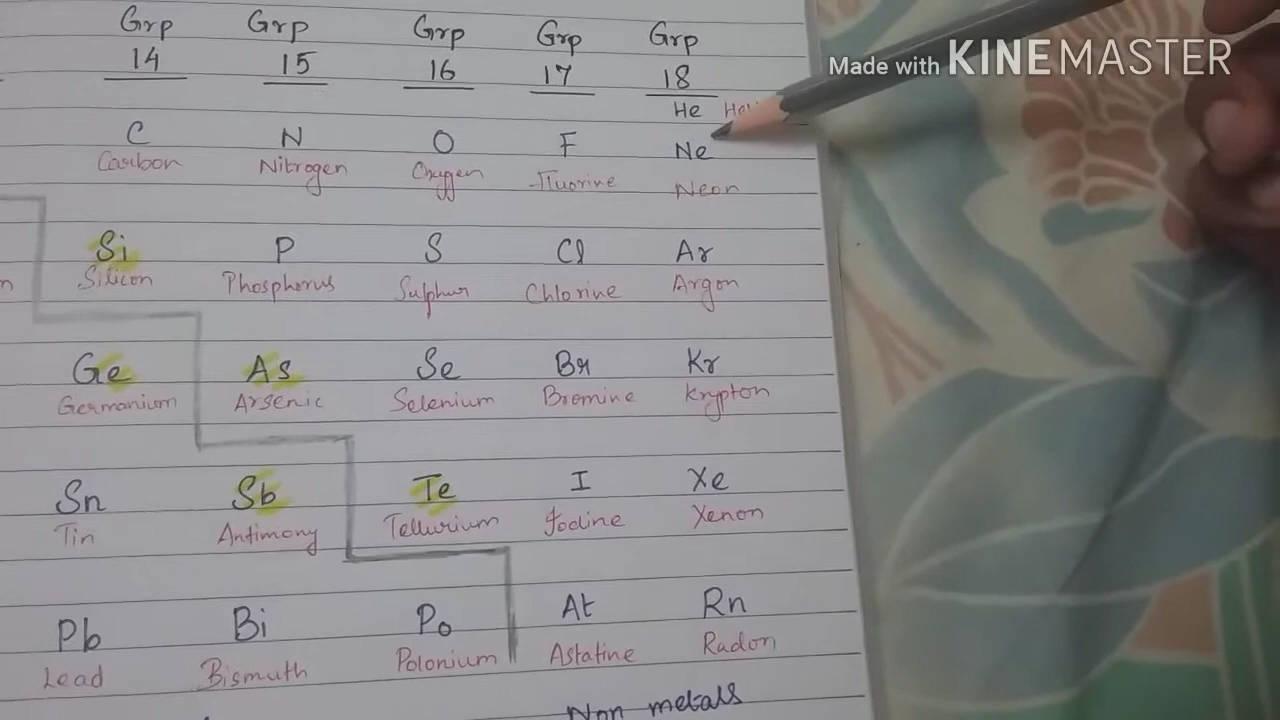 Made with KINEMASTER
Grp Grp Grp Grp Grp
14 15 16 17 18
He
C N O F Ne
Carbon Nitrogen Oxygen Fluorine Neon
Si P S Cl Ar
Silicon Phosphorus Sulphur Chlorine Argon
Ge As Se Br Kr
Germanium Arsenic Selenium Bromine Krypton
Sn Sb Te I Xe
Tin Antimony Tellurium Iodine Xenon
Pb Bi Po At Rn
Lead Bismuth Polonium Astatine Radon
Non metals